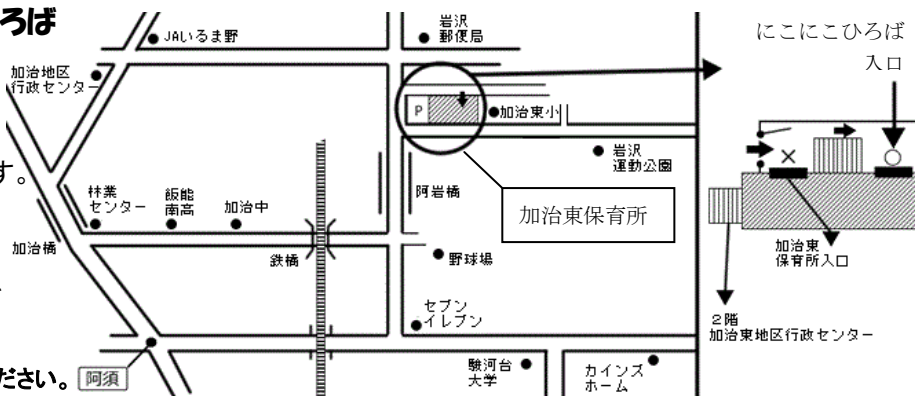 ろば
す。
ださい。
JAいるま野
岩沢
郵便局
加治地区
行政センター
P
加治東小
岩沢
運動公園
林業
センター
飯能
南高
加治中
阿岩橋
加治東保育所
加治橋
鉄橋
野球場
セブン
イレブン
阿須
駿河台
大学
カインズ
ホーム
にこにこひろば
入口
加治東
保育所入口
2階
加治東地区行政センター